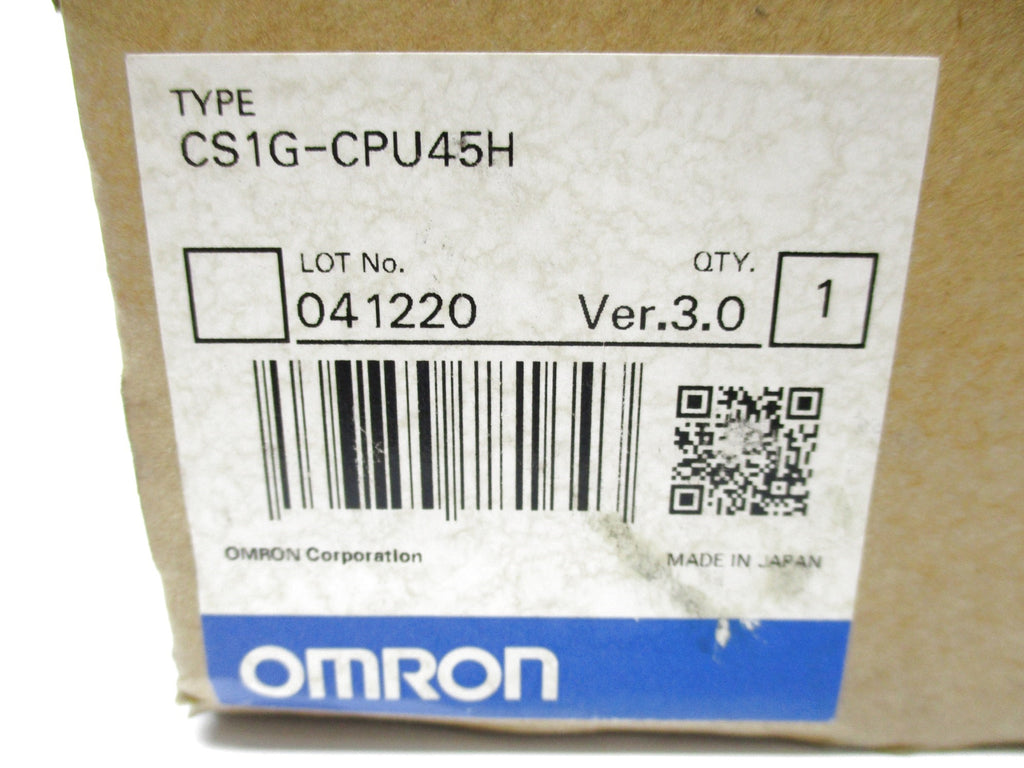 TYPE
CS1G-CPU45H
LOT No. QTY.
041220 Ver.3.0 1
OMRON Corporation MADE IN JAPAN
OMRON